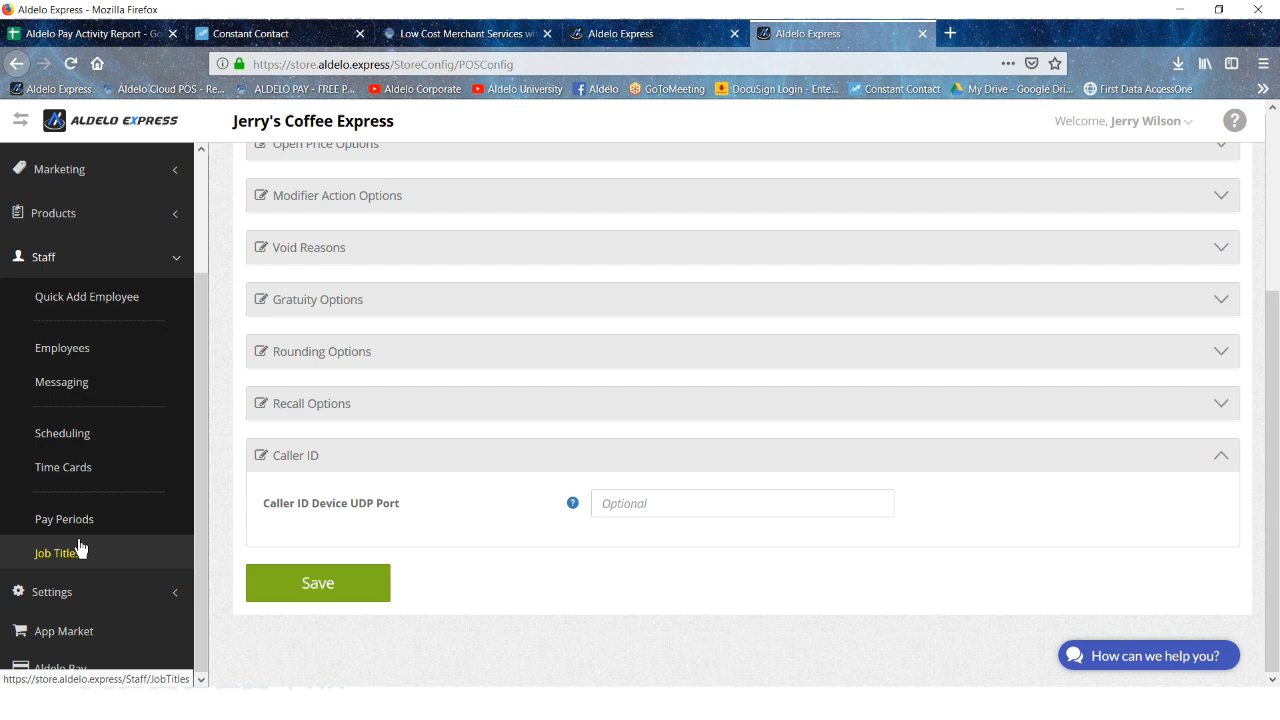 Aldelo Express - Mozilla Firefox
Aldelo Pay Activity Report - Go
Constant Contact
Low Cost Merchant Services wi
Aldelo Express
Aldelo Express
https://store.aldelo.express/StoreConfig/POSConfig
Aldelo Express
Aldelo Cloud POS - Re...
ALDELO PAY - FREE P...
Aldelo Corporate
Aldelo University
Aldelo
GoToMeeting
DocuSign Login - Ente...
Constant Contact
My Drive - Google Dri...
First Data AccessOne
ALDELO EXPRESS
Jerry's Coffee Express
Welcome, Jerry Wilson
Marketing
Products
Staff
Quick Add Employee
Employees
Messaging
Scheduling
Time Cards
Pay Periods
Job Titles
Settings
App Market
Aldelo Pay
https://store.aldelo.express/Staff/JobTitles
Open Price Options
Modifier Action Options
Void Reasons
Gratuity Options
Rounding Options
Recall Options
Caller ID
Caller ID Device UDP Port
Optional
Save
How can we help you?